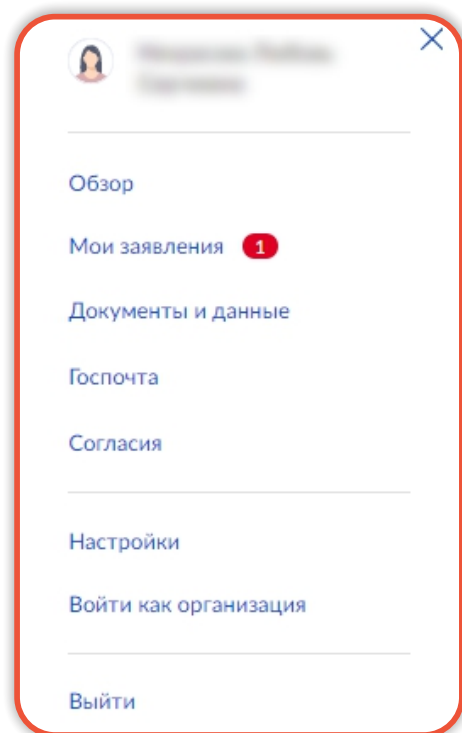 Обзор
Мои заявления 1
Документы и данные
Госпочта
Согласия
Настройки
Войти как организация
Выйти